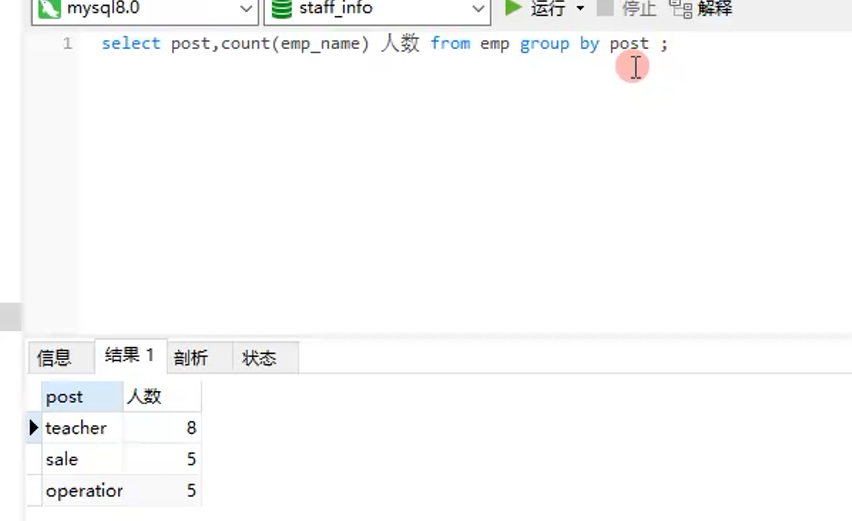 mysql8.0 staff_info 运行 停止 解释
1 select post,count(emp_name) 人数 from emp group by post ;
信息 结果 1 剖析 状态
post 人数
teacher 8
sale 5
operation 5